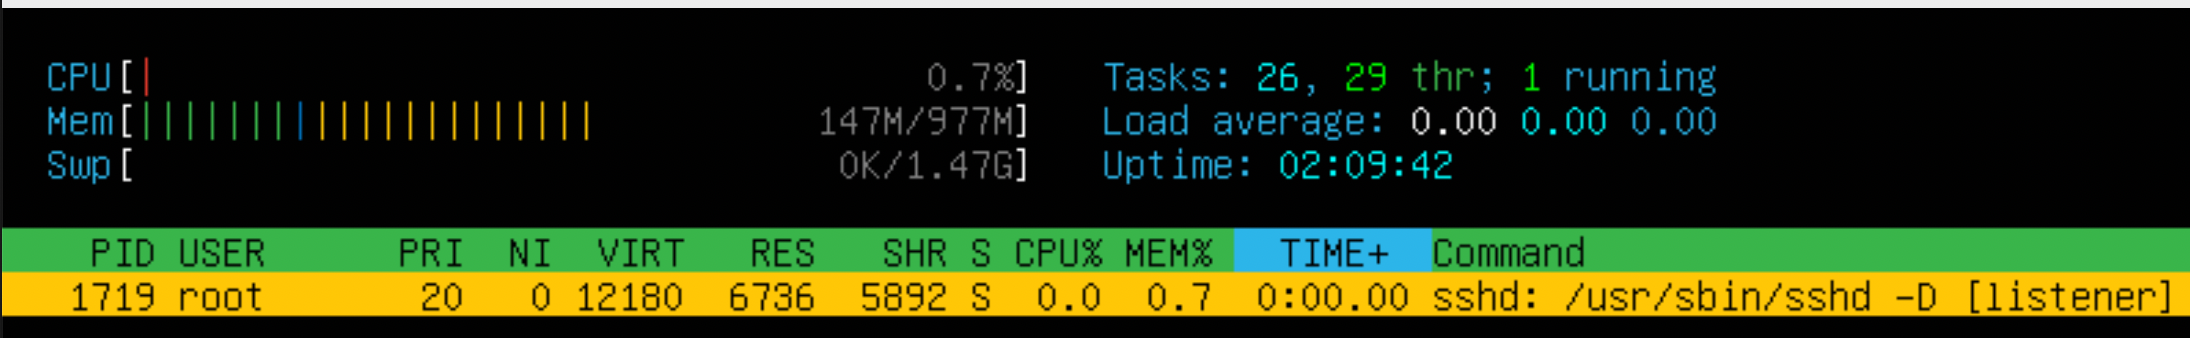 CPU[| 0.7%] Tasks: 26, 29 thr; 1 running
Mem[||||||||||||||||||||| 147M/977M] Load average: 0.00 0.00 0.00
Swp[ 0K/1.47G] Uptime: 02:09:42
PID USER PRI NI VIRT RES SHR S CPU% MEM% TIME+ Command
1719 root 20 0 12180 6736 5892 S 0.0 0.7 0:00.00 sshd: /usr/sbin/sshd -D [listener]